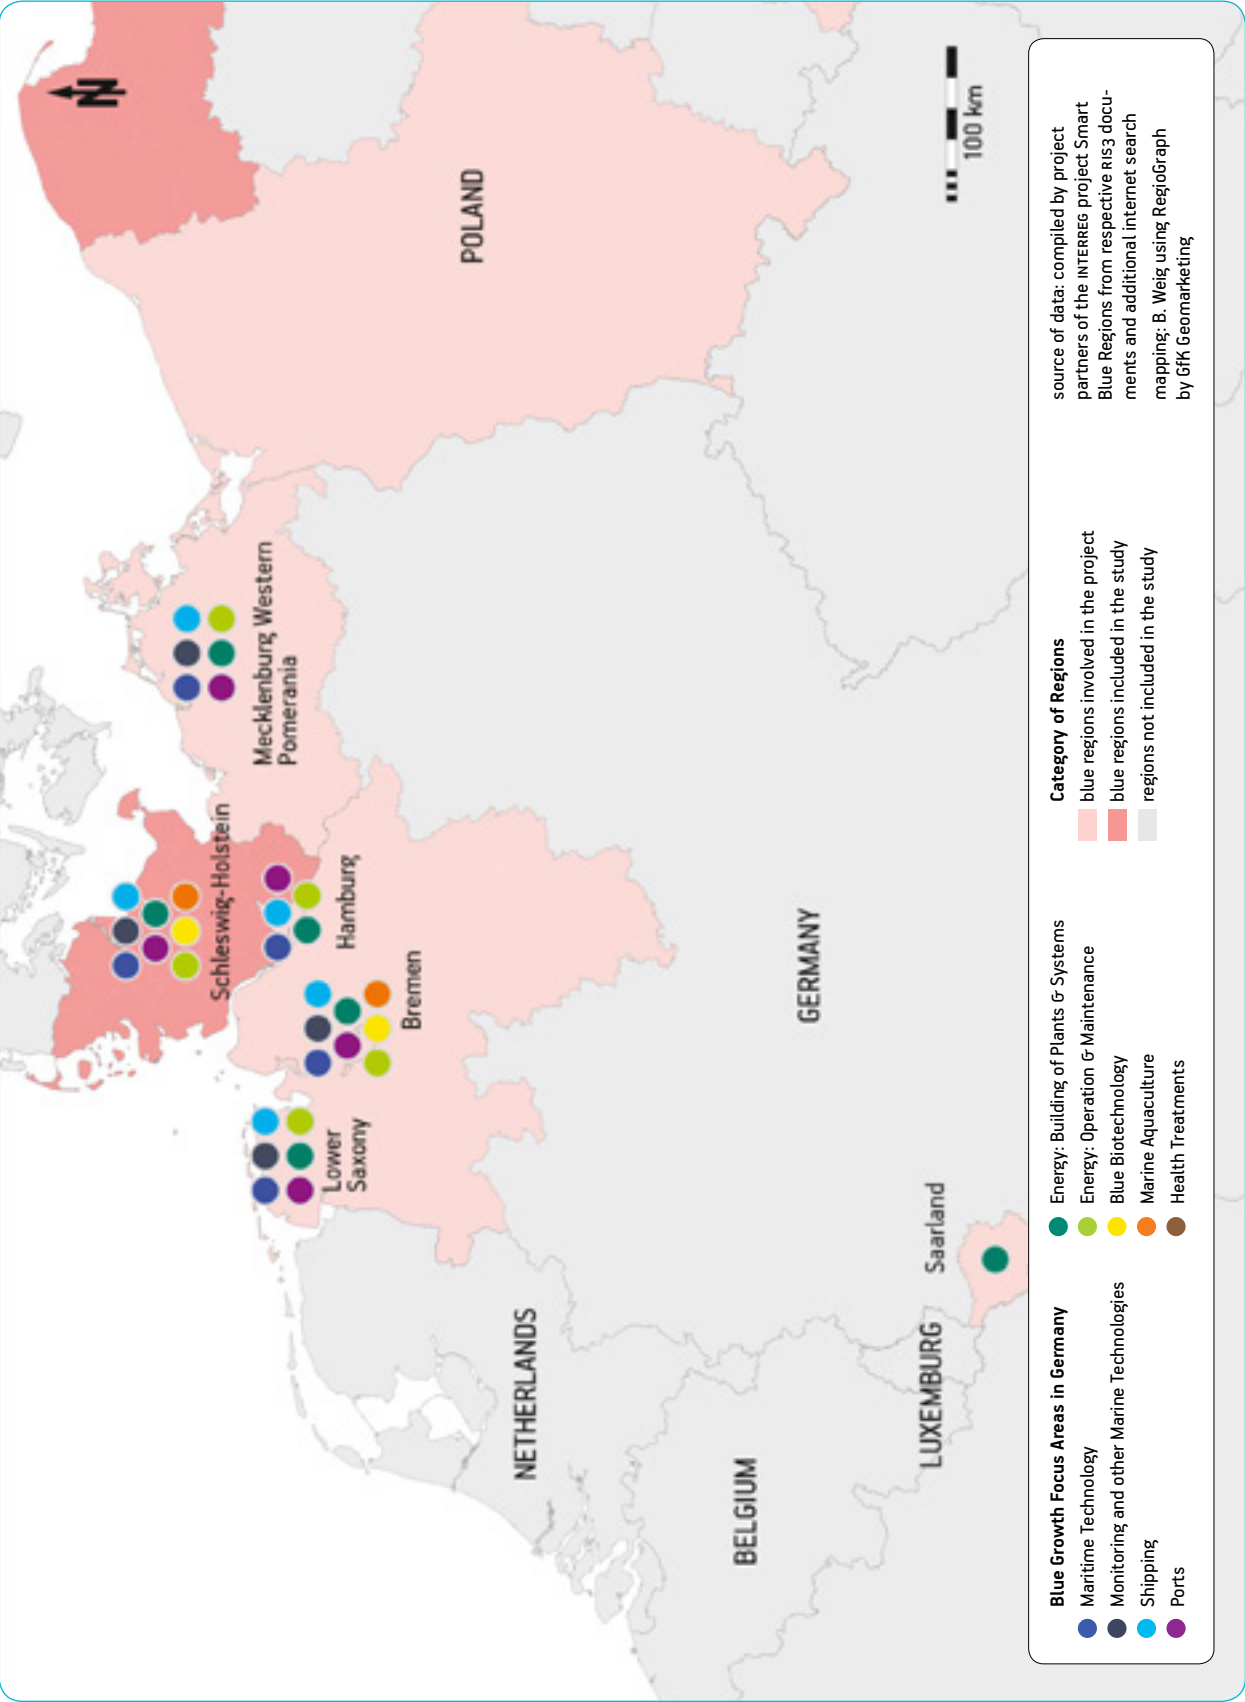 N
Schleswig-Holstein
Mecklenburg Western
Pomerania
Hamburg
Bremen
Lower
Saxony
POLAND
NETHERLANDS
GERMANY
BELGIUM
LUXEMBURG
Saarland
100 km
Blue Growth Focus Areas in Germany
Maritime Technology
Monitoring and other Marine Technologies
Shipping
Ports
Energy: Building of Plants & Systems
Energy: Operation & Maintenance
Blue Biotechnology
Marine Aquaculture
Health Treatments
Category of Regions
blue regions involved in the project
blue regions included in the study
regions not included in the study
source of data: compiled by project
partners of the INTERREG project Smart
Blue Regions from respective RIS3 docu-
ments and additional internet search
mapping: B. Weig using RegioGraph
by GfK Geomarketing